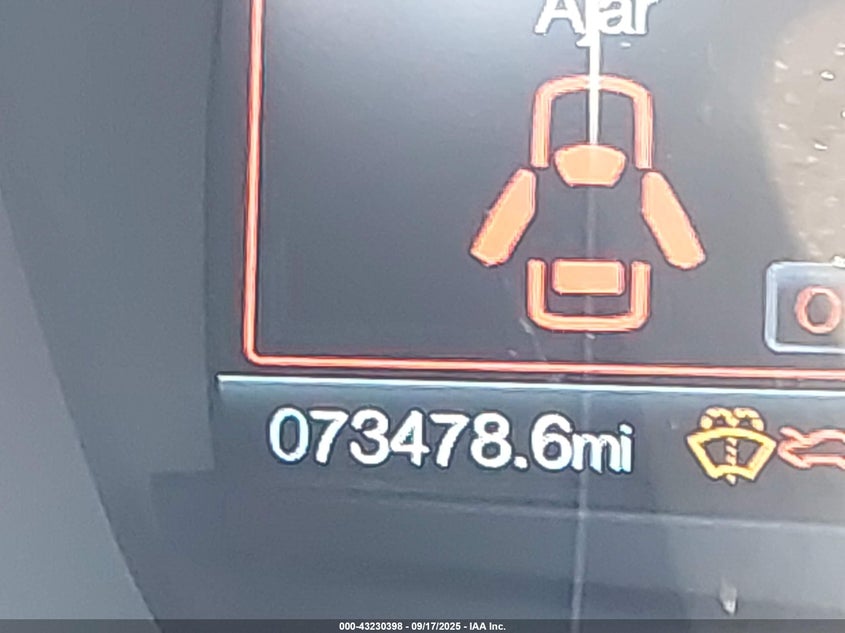 Ajar
073478.6mi
000-43230398 - 09/17/2025 - IAA Inc.